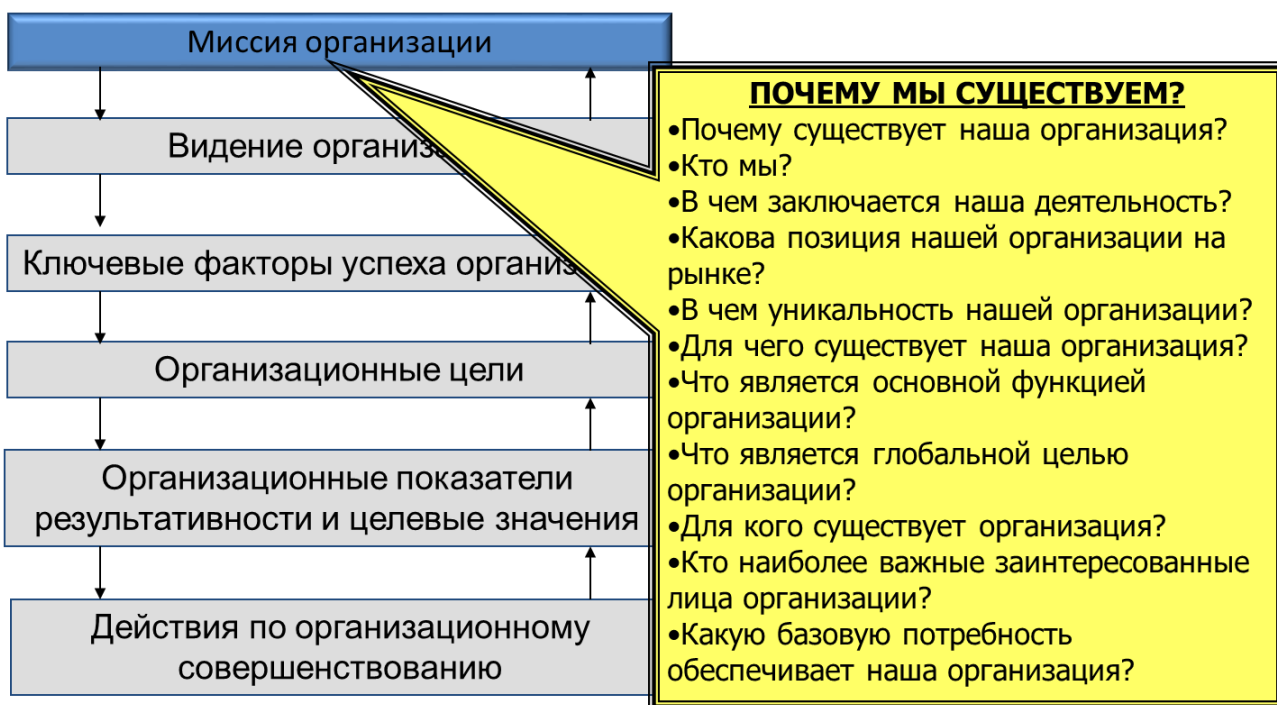 Миссия организации
Видение организа
Ключевые факторы успеха организ
Организационные цели
Организационные показатели
результативности и целевые значения
Действия по организационному
совершенствованию
ПОЧЕМУ МЫ СУЩЕСТВУЕМ?
•Почему существует наша организация?
•Кто мы?
•В чем заключается наша деятельность?
•Какова позиция нашей организации на
рынке?
•В чем уникальность нашей организации?
•Для чего существует наша организация?
•Что является основной функцией
организации?
•Что является глобальной целью
организации?
•Для кого существует организация?
•Кто наиболее важные заинтересованные
лица организации?
•Какую базовую потребность
обеспечивает наша организация?